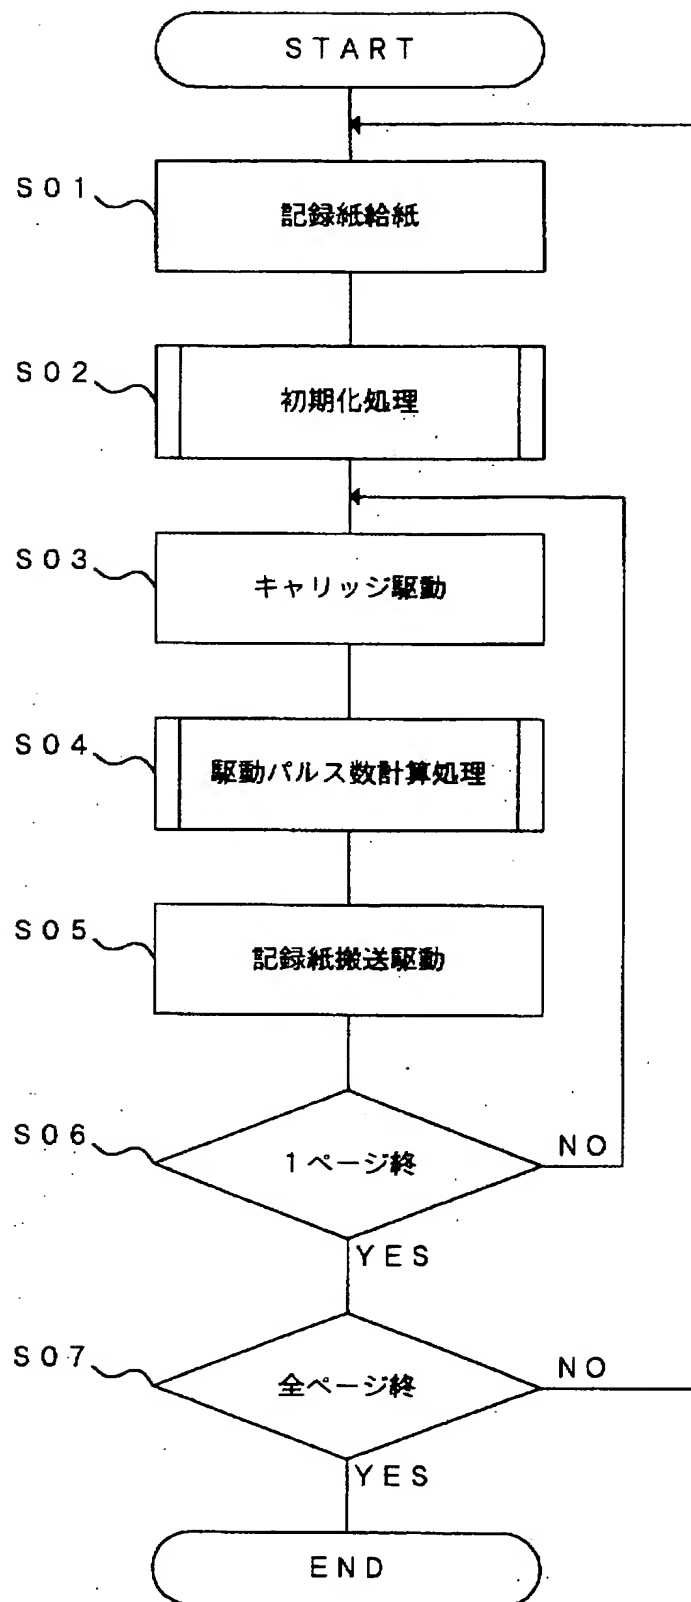 START
S01
記録紙給紙
S02
初期化処理
S03
キャリッジ駆動
S04
駆動パルス数計算処理
S05
記録紙搬送駆動
S06
1ページ終
NO
YES
S07
全ページ終
NO
YES
END